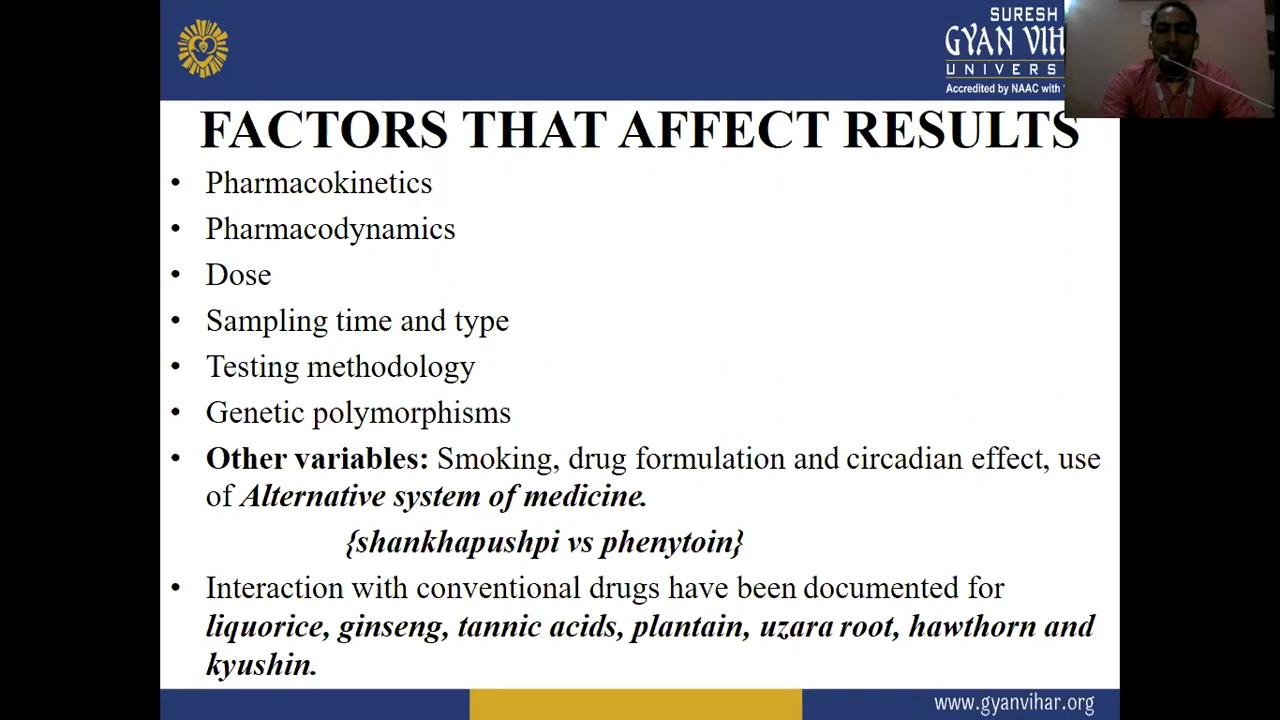 SURESH
GYAN VIH
UNIVERS
Accredited by NAAC with
FACTORS THAT AFFECT RESULTS
• Pharmacokinetics
• Pharmacodynamics
• Dose
• Sampling time and type
• Testing methodology
• Genetic polymorphisms
• Other variables: Smoking, drug formulation and circadian effect, use
of Alternative system of medicine.
{shankhapushpi vs phenytoin}
• Interaction with conventional drugs have been documented for
liquorice, ginseng, tannic acids, plantain, uzara root, hawthorn and
kyushin.
www.gyanvihar.org